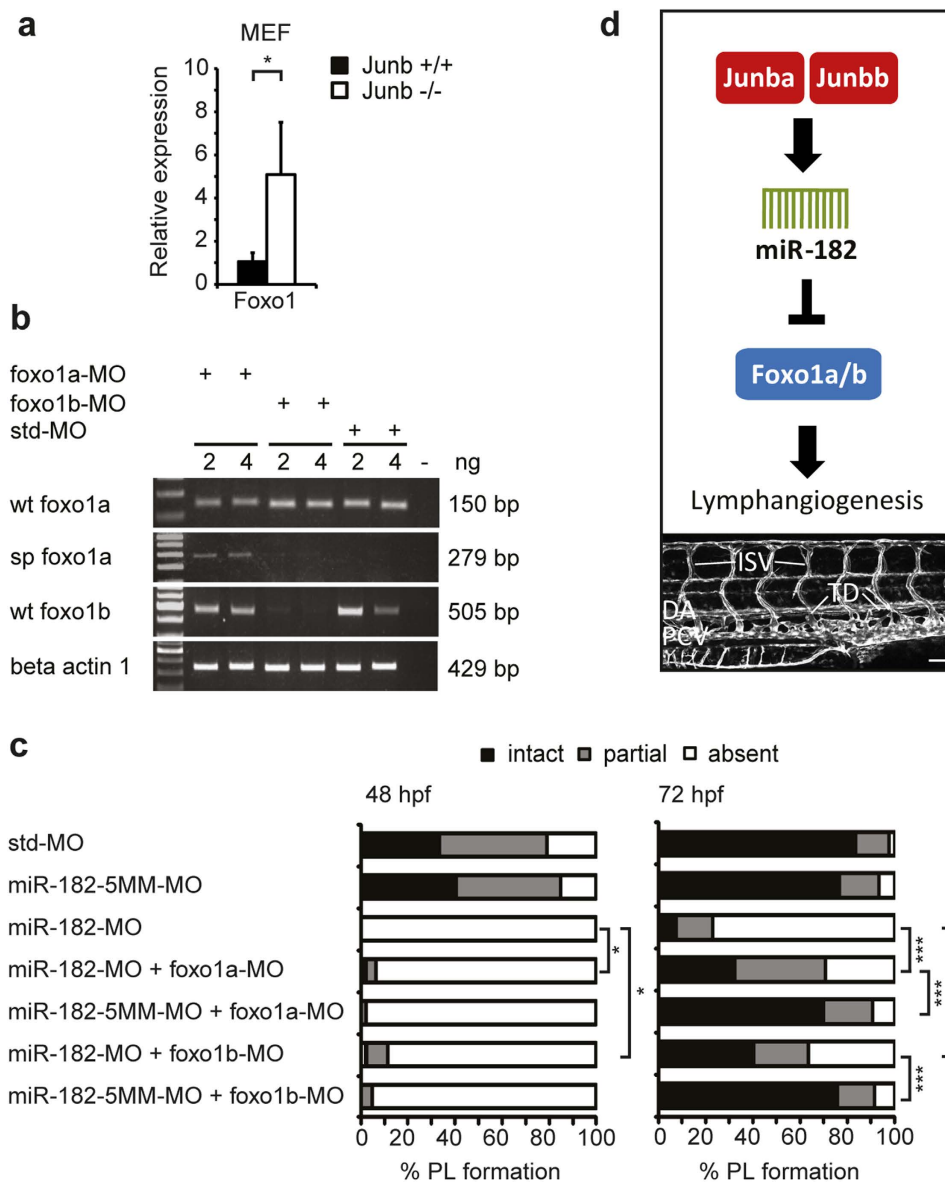 a
MEF
*
Junb +/+
Junb -/-
Relative expression
10
8
6
4
2
0
Foxo1
b
foxo1a-MO + +
foxo1b-MO + +
std-MO + +
2 4 2 4 2 4 - ng
wt foxo1a 150 bp
sp foxo1a 279 bp
wt foxo1b 505 bp
beta actin 1 429 bp
c
intact partial absent
48 hpf
72 hpf
std-MO
miR-182-5MM-MO
miR-182-MO
miR-182-MO + foxo1a-MO
miR-182-5MM-MO + foxo1a-MO
miR-182-MO + foxo1b-MO
miR-182-5MM-MO + foxo1b-MO
*
*
***
***
***
0 20 40 60 80 100
0 20 40 60 80 100
% PL formation
% PL formation
d
Junba Junbb
miR-182
Foxo1a/b
Lymphangiogenesis
ISV
TD
DA
PCV